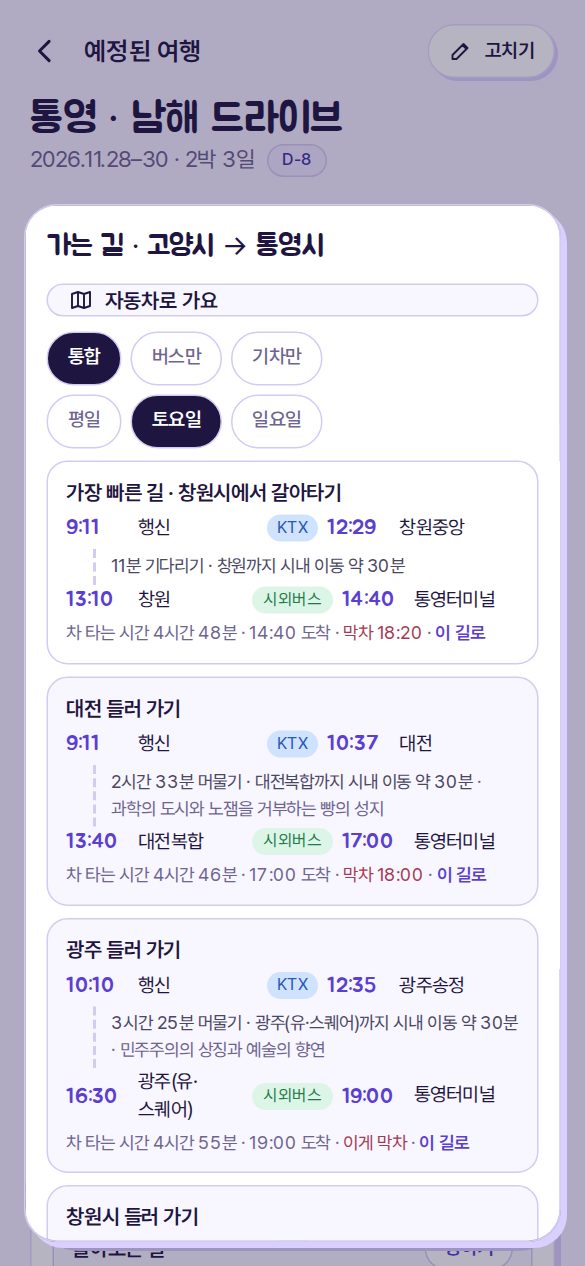 예정된 여행
고치기
통영 · 남해 드라이브
2026.11.28–30 · 2박 3일 D-8
가는 길 · 고양시 → 통영시
자동차로 가요
통합 버스만 기차만
평일 토요일 일요일
가장 빠른 길 · 창원시에서 갈아타기
9:11 행신 KTX 12:29 창원중앙
11분 기다리기 · 창원까지 시내 이동 약 30분
13:10 창원 시외버스 14:40 통영터미널
차 타는 시간 4시간 48분 · 14:40 도착 · 막차 18:20 · 이 길로
대전 들러 가기
9:11 행신 KTX 10:37 대전
2시간 33분 머물기 · 대전복합까지 시내 이동 약 30분 ·
과학의 도시와 노잼을 거부하는 빵의 성지
13:40 대전복합 시외버스 17:00 통영터미널
차 타는 시간 4시간 46분 · 17:00 도착 · 막차 18:00 · 이 길로
광주 들러 가기
10:10 행신 KTX 12:35 광주송정
3시간 25분 머물기 · 광주(유·스퀘어)까지 시내 이동 약 30분
· 민주주의의 상징과 예술의 향연
16:30 광주(유·
스퀘어) 시외버스 19:00 통영터미널
차 타는 시간 4시간 55분 · 19:00 도착 · 이게 막차 · 이 길로
창원시 들러 가기